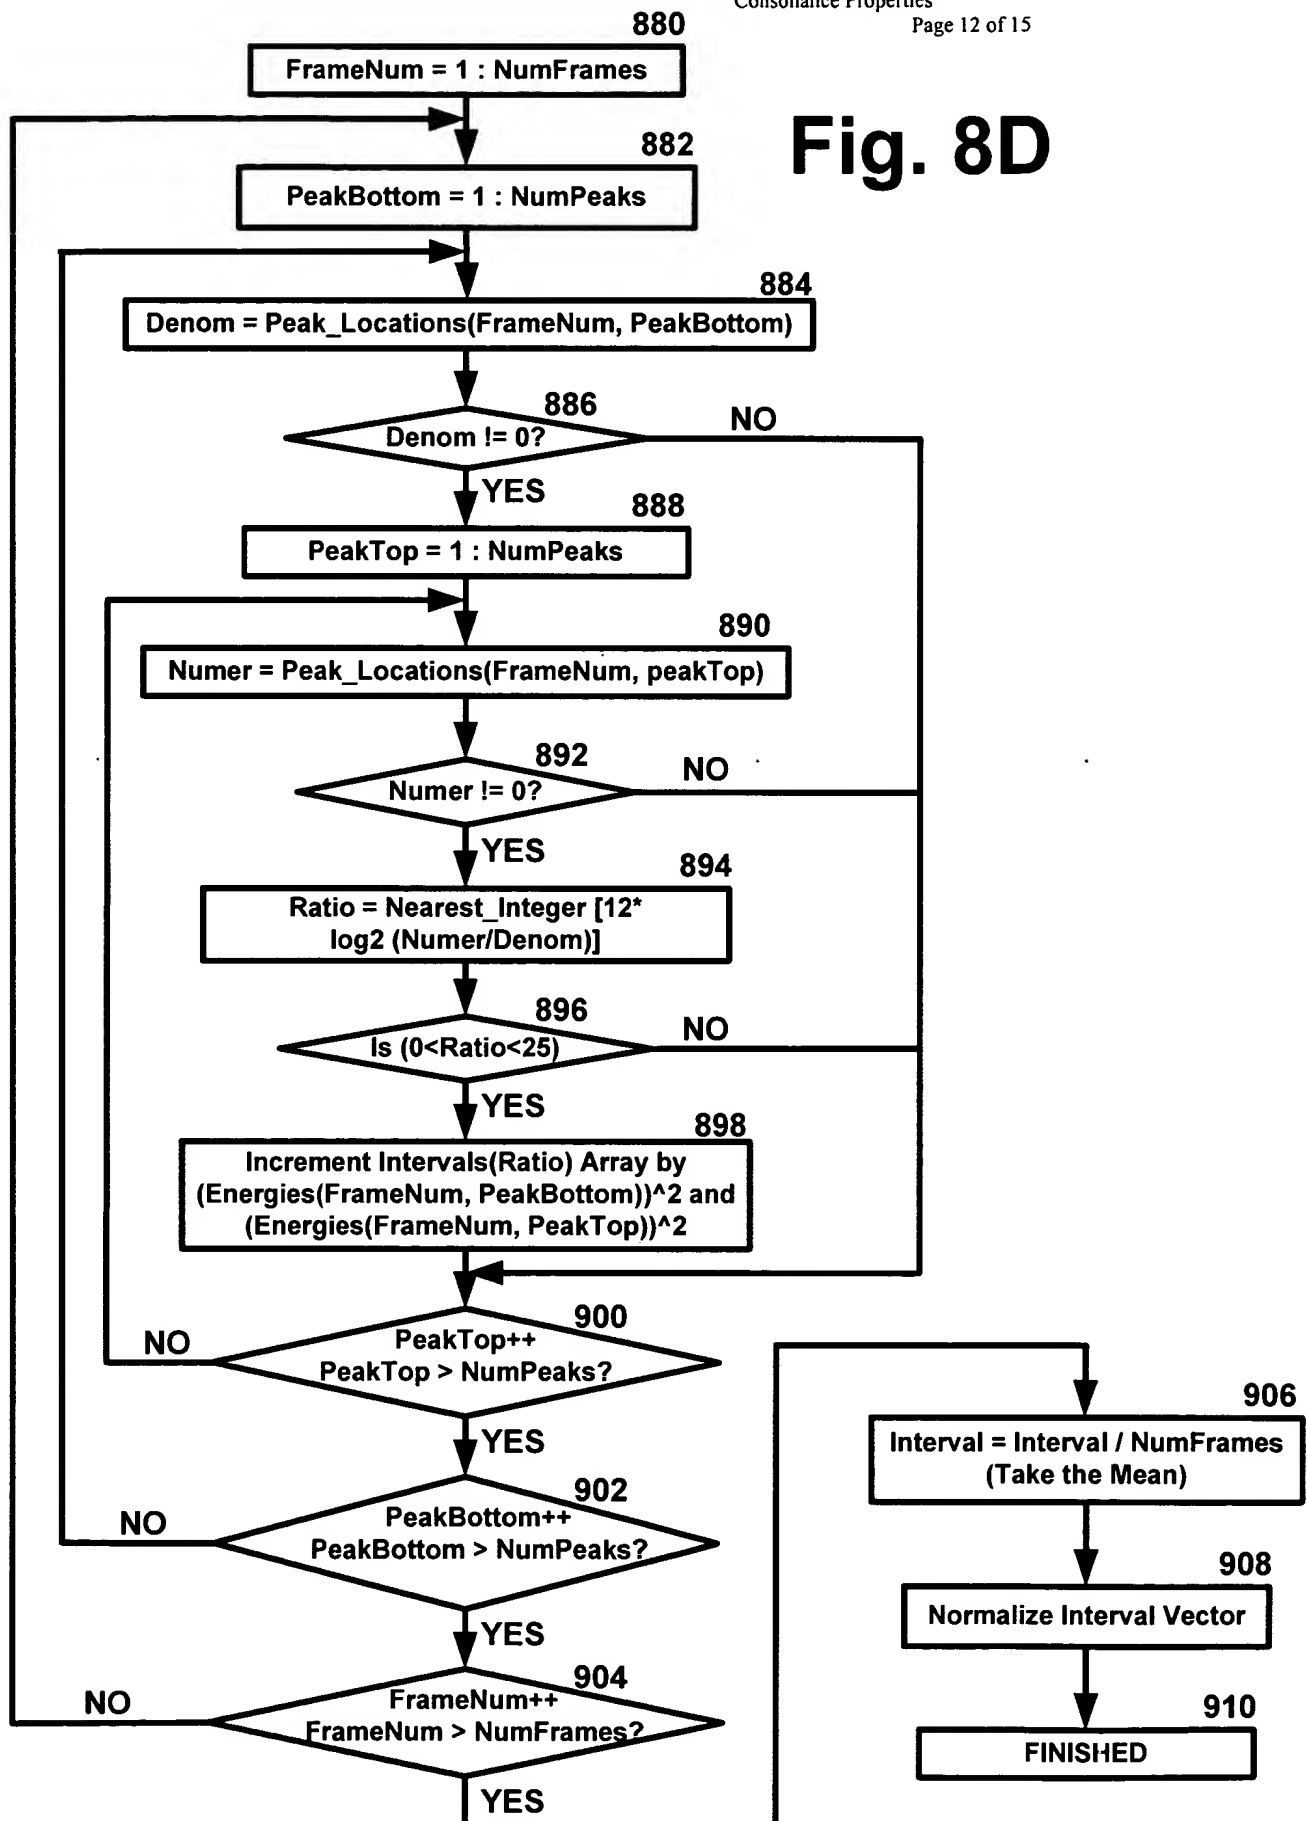 Consonance Properties
Page 12 of 15
880
FrameNum = 1 : NumFrames
Fig. 8D
882
PeakBottom = 1 : NumPeaks
884
Denom = Peak_Locations(FrameNum, PeakBottom)
886
Denom != 0?
NO
YES
888
PeakTop = 1 : NumPeaks
890
Numer = Peak_Locations(FrameNum, peakTop)
892
Numer != 0?
NO
YES
894
Ratio = Nearest_Integer [12*
log2 (Numer/Denom)]
896
Is (0<Ratio<25)
NO
YES
898
Increment Intervals(Ratio) Array by
(Energies(FrameNum, PeakBottom))^2 and
(Energies(FrameNum, PeakTop))^2
900
PeakTop++
PeakTop > NumPeaks?
NO
YES
902
PeakBottom++
PeakBottom > NumPeaks?
NO
YES
904
FrameNum++
FrameNum > NumFrames?
NO
YES
906
Interval = Interval / NumFrames
(Take the Mean)
908
Normalize Interval Vector
910
FINISHED